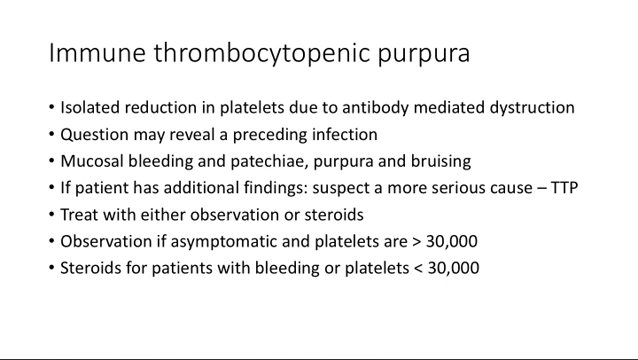 Immune thrombocytopenic purpura
• Isolated reduction in platelets due to antibody mediated dystruction
• Question may reveal a preceding infection
• Mucosal bleeding and patechiae, purpura and bruising
• If patient has additional findings: suspect a more serious cause – TTP
• Treat with either observation or steroids
• Observation if asymptomatic and platelets are > 30,000
• Steroids for patients with bleeding or platelets < 30,000